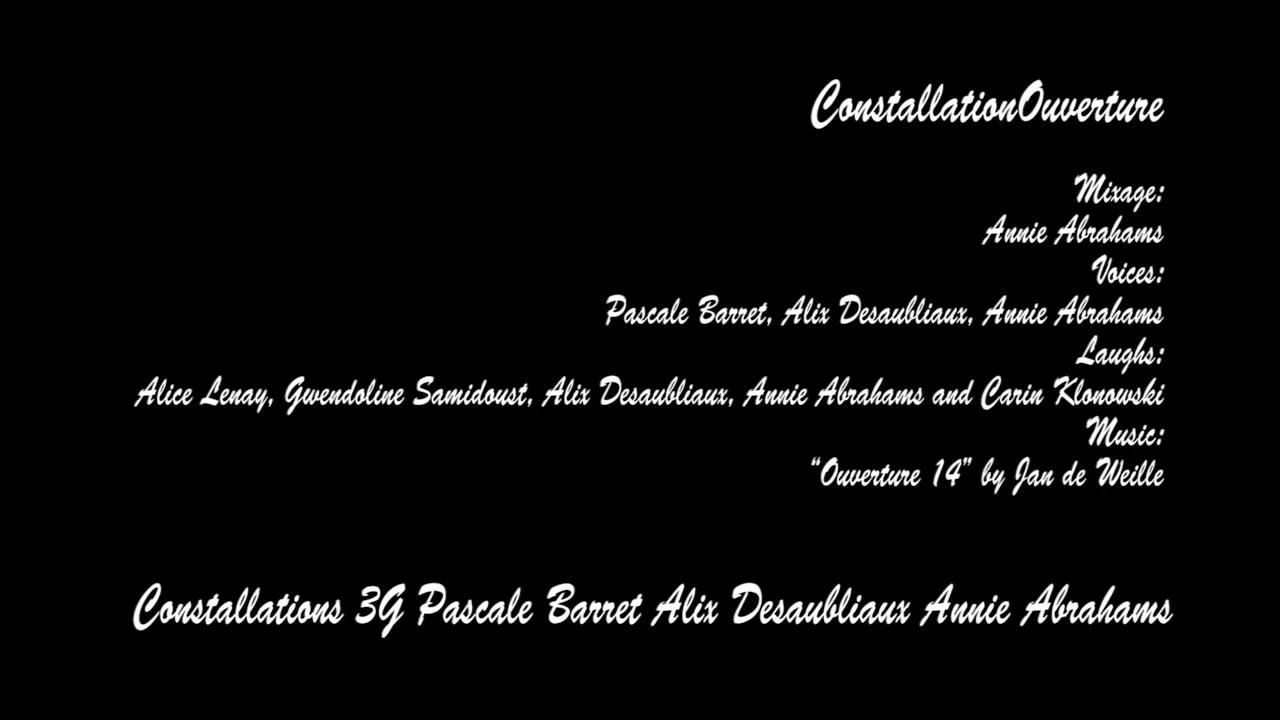 ConstallationOuverture
Mixage:
Annie Abrahams
Voices:
Pascale Barret, Alix Desaubliaux, Annie Abrahams
Laughs:
Alice Lenay, Gwendoline Samidoust, Alix Desaubliaux, Annie Abrahams and Carin Klonowski
Music:
“Ouverture 14” by Jan de Weille
Constallations 3G Pascale Barret Alix Desaubliaux Annie Abrahams